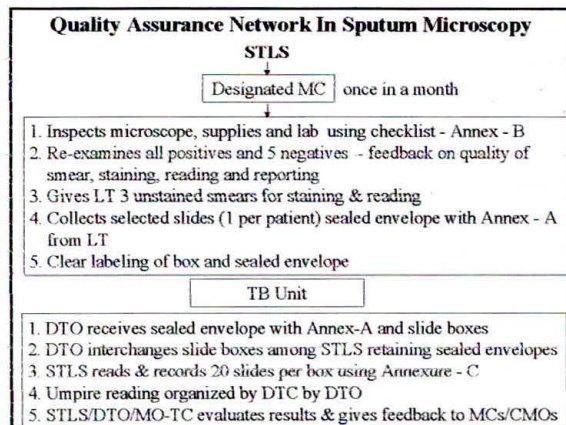 Quality Assurance Network In Sputum Microscopy
STLS
Designated MC once in a month
1. Inspects microscope, supplies and lab using checklist - Annex - B
2. Re-examines all positives and 5 negatives - feedback on quality of
smear, staining, reading and reporting
3. Gives LT 3 unstained smears for staining & reading
4. Collects selected slides (1 per patient) sealed envelope with Annex - A
from LT
5. Clear labeling of box and sealed envelope
TB Unit
1. DTO receives sealed envelope with Annex-A and slide boxes
2. DTO interchanges slide boxes among STLS retaining sealed envelopes
3. STLS reads & records 20 slides per box using Annexure - C
4. Umpire reading organized by DTC by DTO
5. STLS/DTO/MO-TC evaluates results & gives feedback to MCs/CMOs